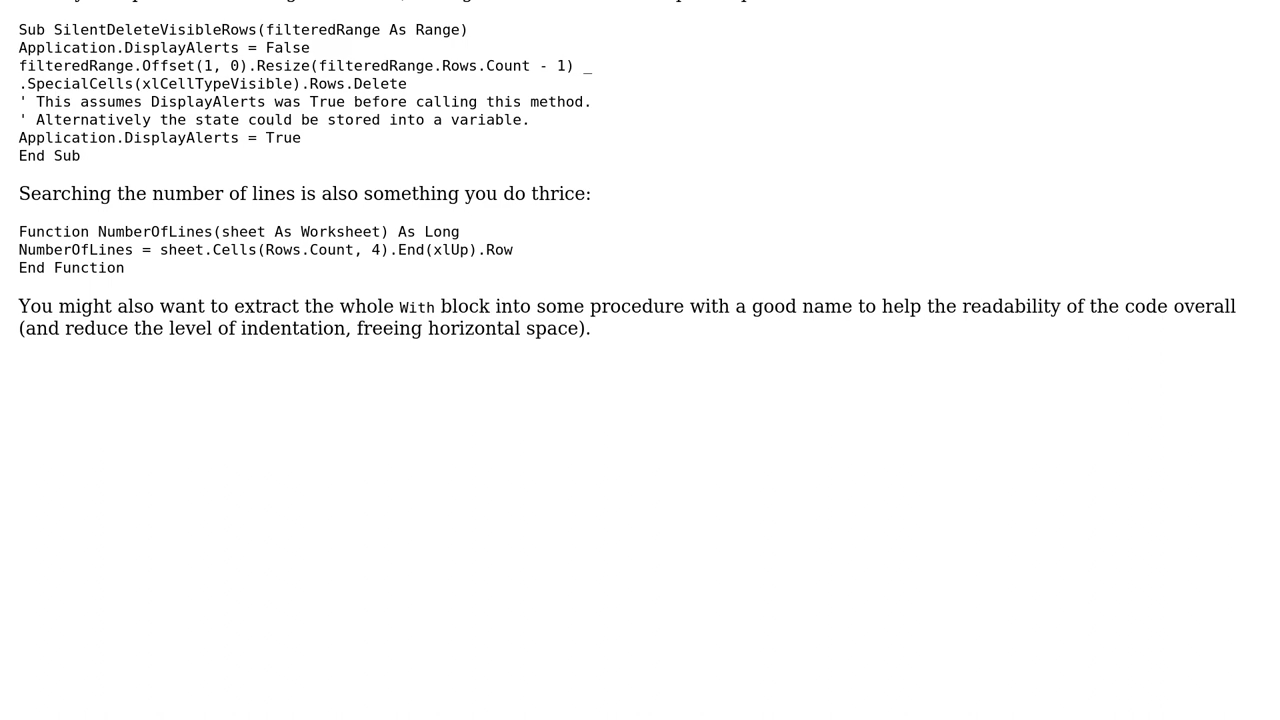 Sub SilentDeleteVisibleRows(filteredRange As Range)
Application.DisplayAlerts = False
filteredRange.Offset(1, 0).Resize(filteredRange.Rows.Count - 1) _
.SpecialCells(xlCellTypeVisible).Rows.Delete
' This assumes DisplayAlerts was True before calling this method.
' Alternatively the state could be stored into a variable.
Application.DisplayAlerts = True
End Sub
Searching the number of lines is also something you do thrice:
Function NumberOfLines(sheet As Worksheet) As Long
NumberOfLines = sheet.Cells(Rows.Count, 4).End(xlUp).Row
End Function
You might also want to extract the whole With block into some procedure with a good name to help the readability of the code overall
(and reduce the level of indentation, freeing horizontal space).